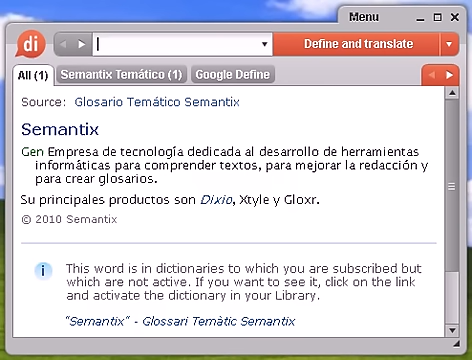 Menu
di
Define and translate
All (1)
Semantix Temático (1)
Google Define
Source: Glosario Temático Semantix
Semantix
Gen Empresa de tecnología dedicada al desarrollo de herramientas
informáticas para comprender textos, para mejorar la redacción y
para crear glosarios.
Su principales productos son Dixio, Xtyle y Gloxr.
© 2010 Semantix
i
This word is in dictionaries to which you are subscribed but
which are not active. If you want to see it, click on the link
and activate the dictionary in your Library.
"Semantix" - Glossari Temàtic Semantix